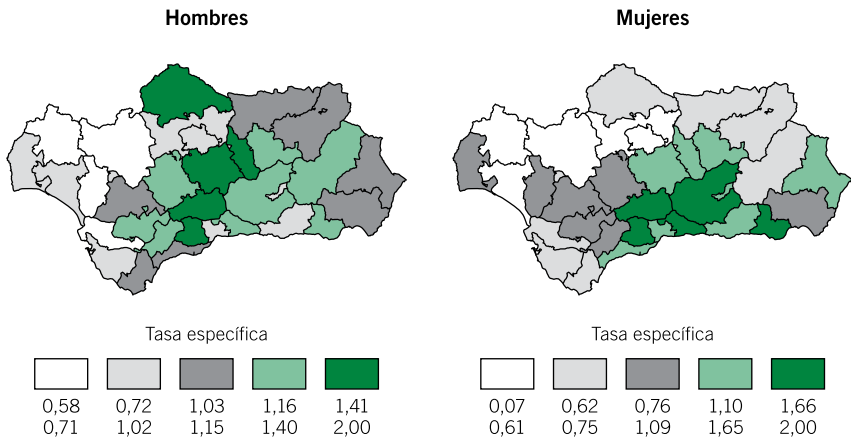 Hombres
Mujeres
Tasa específica
0,58 0,72 1,03 1,16 1,41
0,71 1,02 1,15 1,40 2,00
Tasa específica
0,07 0,62 0,76 1,10 1,66
0,61 0,75 1,09 1,65 2,00